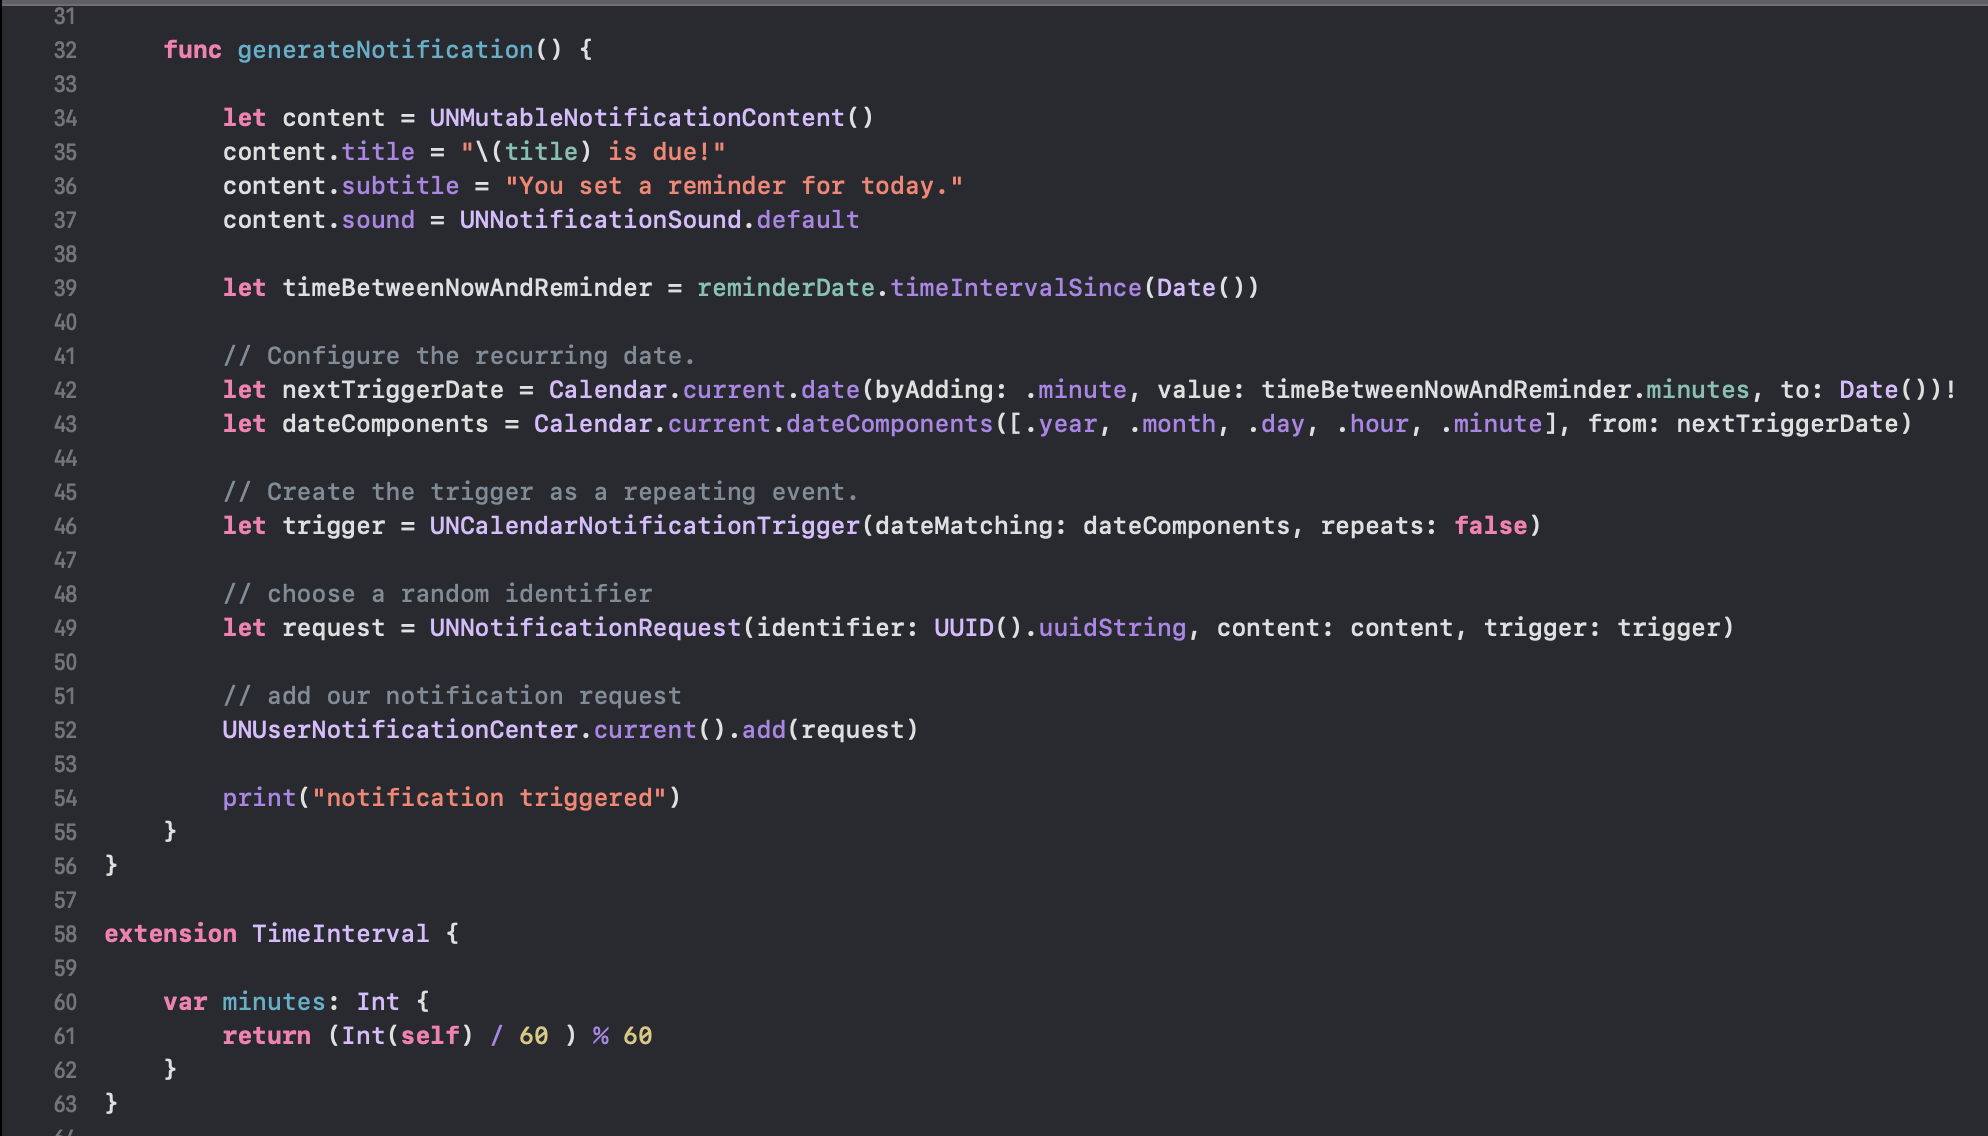 31
32 func generateNotification() {
33
34 let content = UNMutableNotificationContent()
35 content.title = "\(title) is due!"
36 content.subtitle = "You set a reminder for today."
37 content.sound = UNNotificationSound.default
38
39 let timeBetweenNowAndReminder = reminderDate.timeIntervalSince(Date())
40
41 // Configure the recurring date.
42 let nextTriggerDate = Calendar.current.date(byAdding: .minute, value: timeBetweenNowAndReminder.minutes, to: Date())!
43 let dateComponents = Calendar.current.dateComponents([.year, .month, .day, .hour, .minute], from: nextTriggerDate)
44
45 // Create the trigger as a repeating event.
46 let trigger = UNCalendarNotificationTrigger(dateMatching: dateComponents, repeats: false)
47
48 // choose a random identifier
49 let request = UNNotificationRequest(identifier: UUID().uuidString, content: content, trigger: trigger)
50
51 // add our notification request
52 UNUserNotificationCenter.current().add(request)
53
54 print("notification triggered")
55 }
56 }
57
58 extension TimeInterval {
59
60 var minutes: Int {
61 return (Int(self) / 60 ) % 60
62 }
63 }